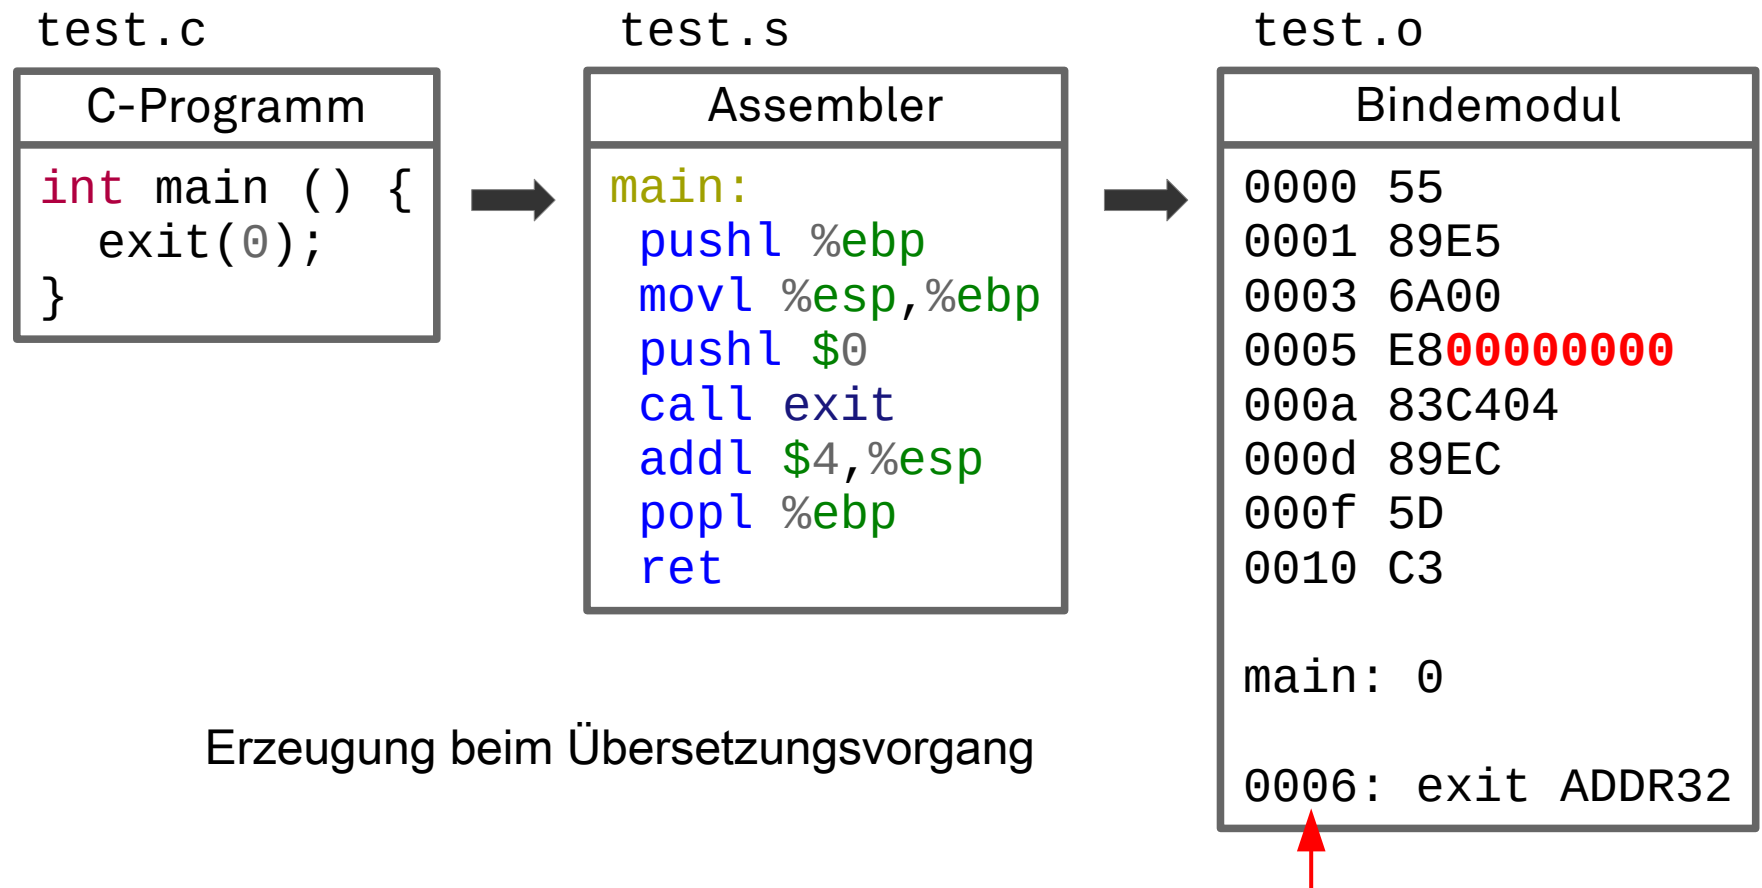 test.c
C-Programm
int main () {
  exit(0);
}
test.s
Assembler
main:
 pushl %ebp
 movl %esp,%ebp
 pushl $0
 call exit
 addl $4,%esp
 popl %ebp
 ret
test.o
Bindemodul
0000 55
0001 89E5
0003 6A00
0005 E800000000
000a 83C404
000d 89EC
000f 5D
0010 C3
main: 0
0006: exit ADDR32
Erzeugung beim Übersetzungsvorgang